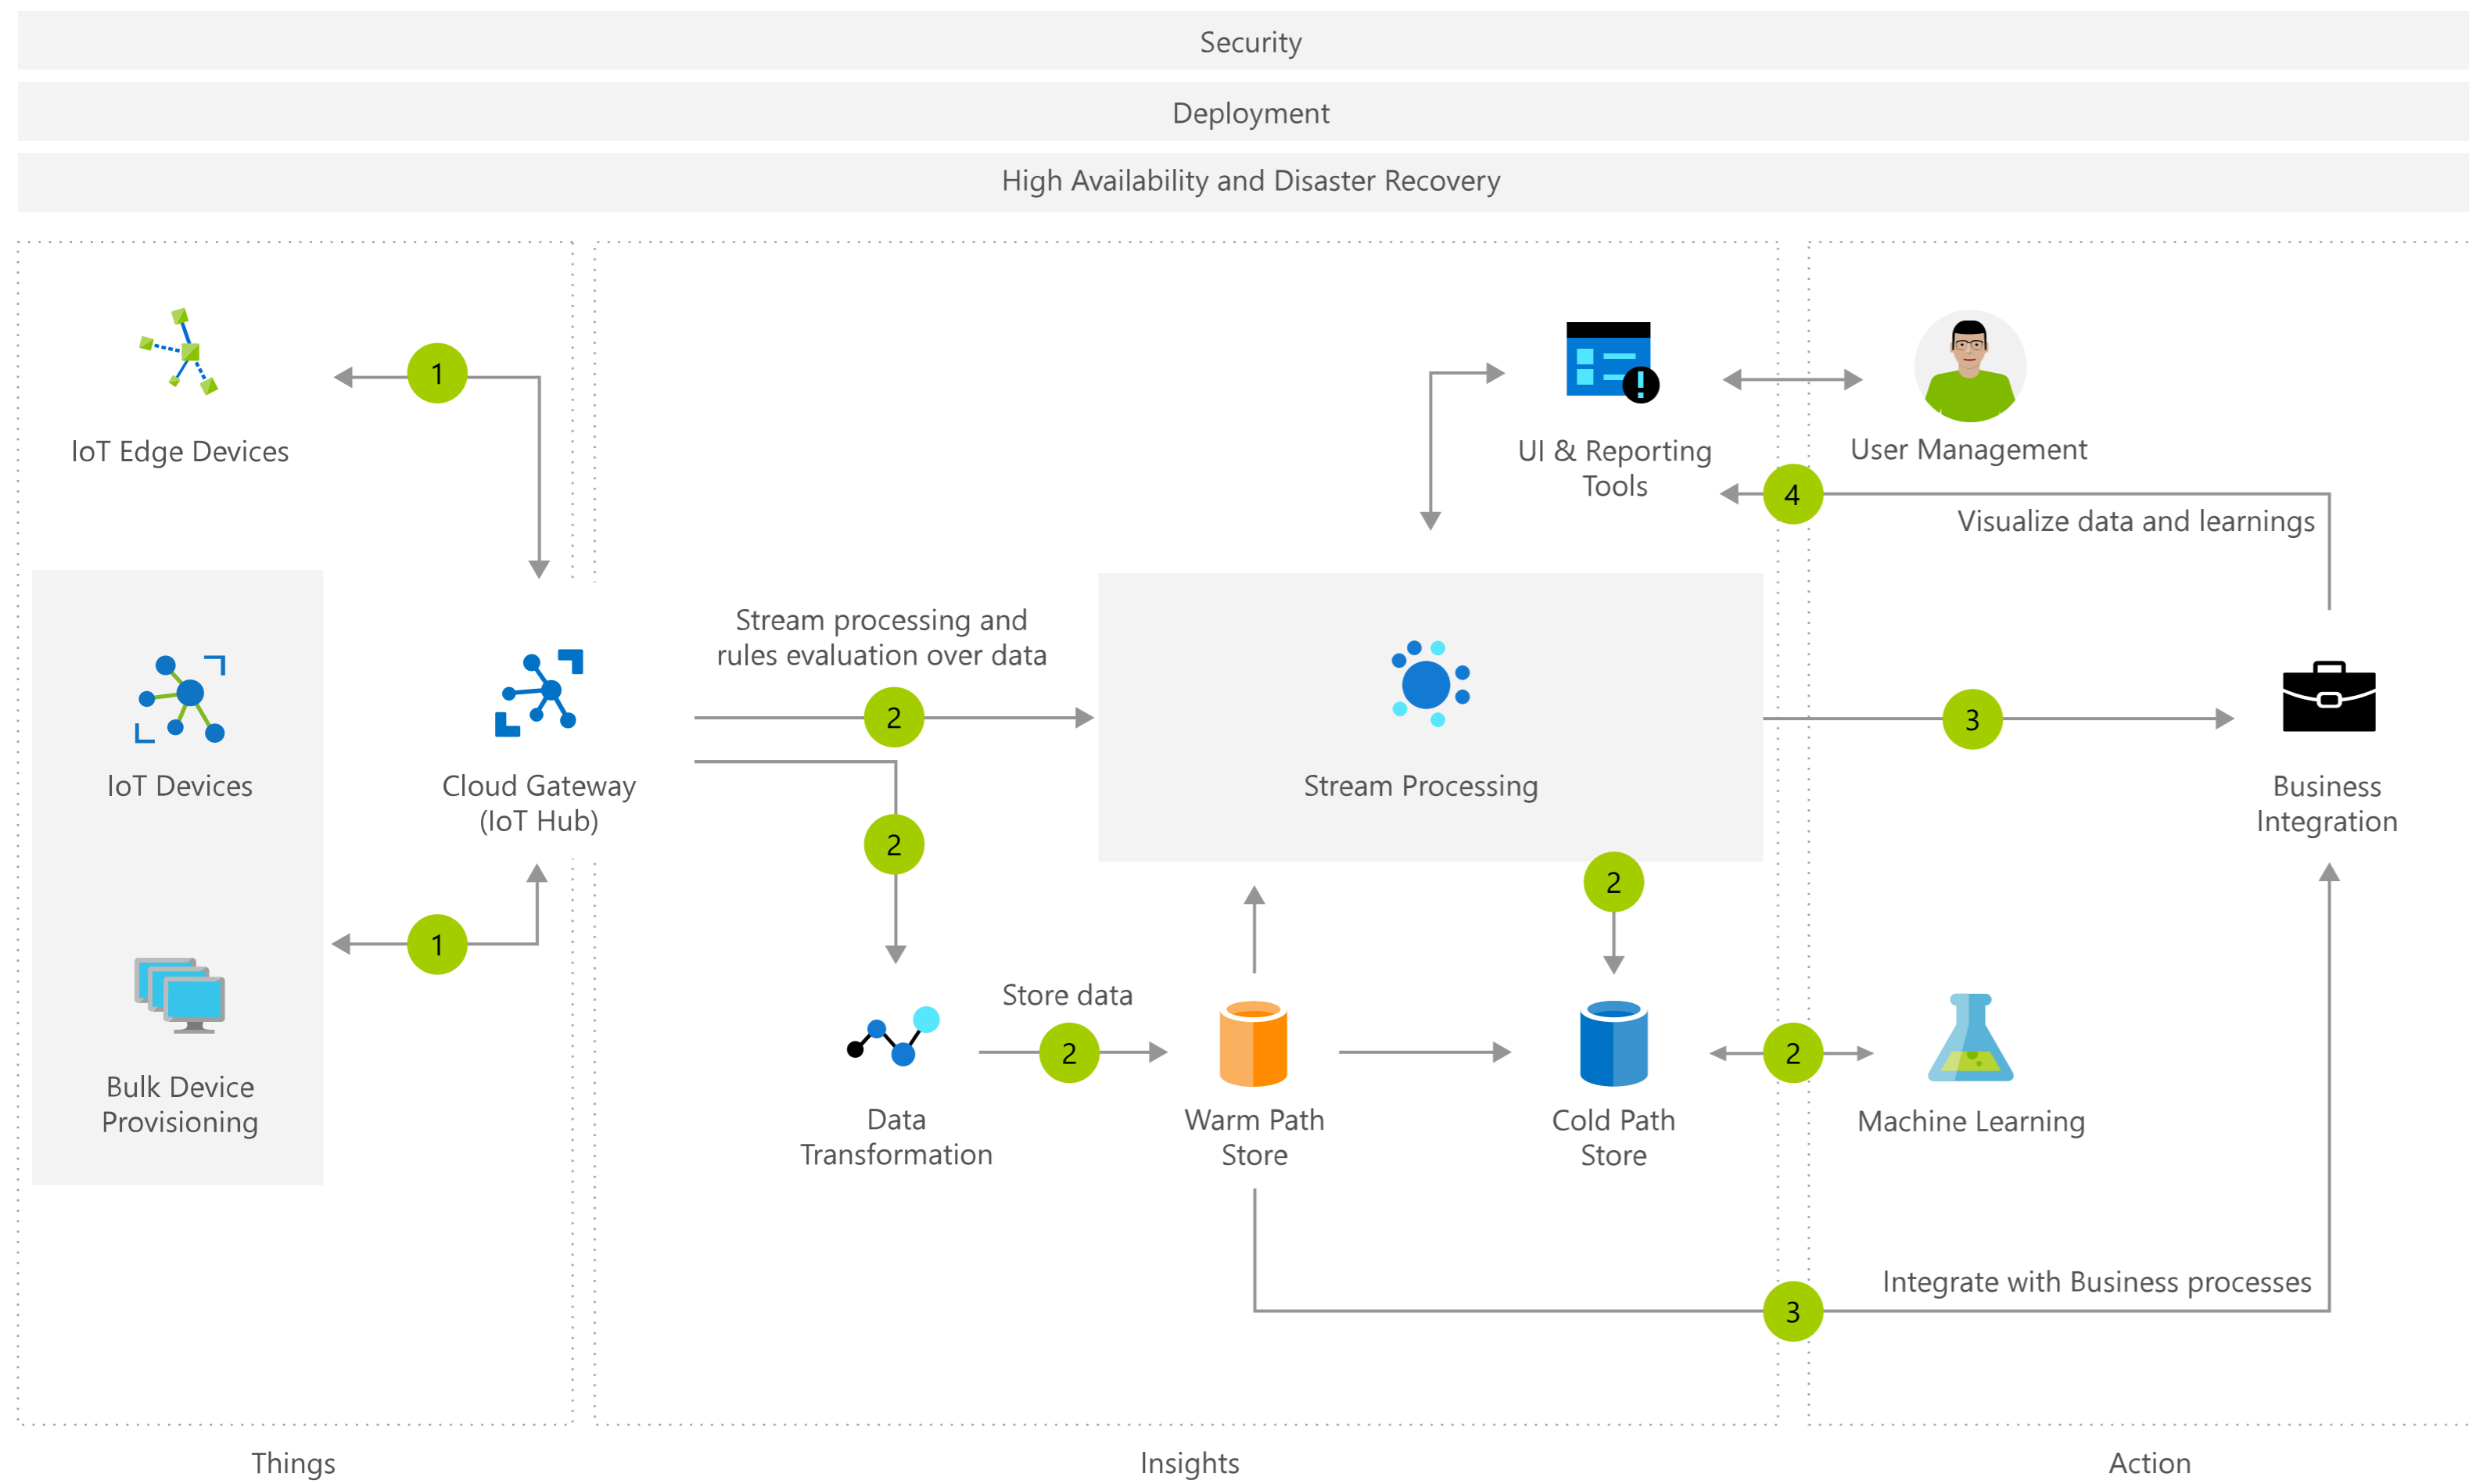 Security
Deployment
High Availability and Disaster Recovery
1
IoT Edge Devices
UI & Reporting
Tools
User Management
4
Visualize data and learnings
Stream processing and
rules evaluation over data
2
IoT Devices
Cloud Gateway
(IoT Hub)
2
Stream Processing
3
Business
Integration
2
1
Bulk Device
Provisioning
Store data
2
2
Data
Transformation
Warm Path
Store
Cold Path
Store
Machine Learning
Integrate with Business processes
3
Things
Insights
Action